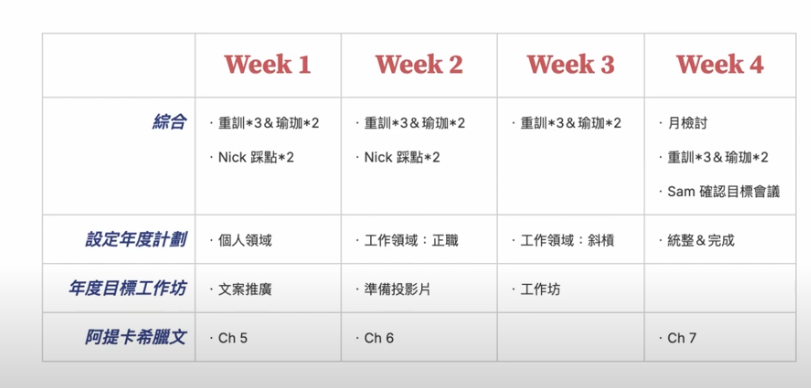 Week 1 Week 2 Week 3 Week 4
綜合 · 重訓*3&瑜珈*2 · 重訓*3&瑜珈*2 · 重訓*3&瑜珈*2 · 月檢討
· Nick 踩點*2 · Nick 踩點*2 · 重訓*3&瑜珈*2
· Sam 確認目標會議
設定年度計劃 · 個人領域 · 工作領域：正職 · 工作領域：斜槓 · 統整&完成
年度目標工作坊 · 文案推廣 · 準備投影片 · 工作坊
阿提卡希臘文 · Ch 5 · Ch 6 · Ch 7